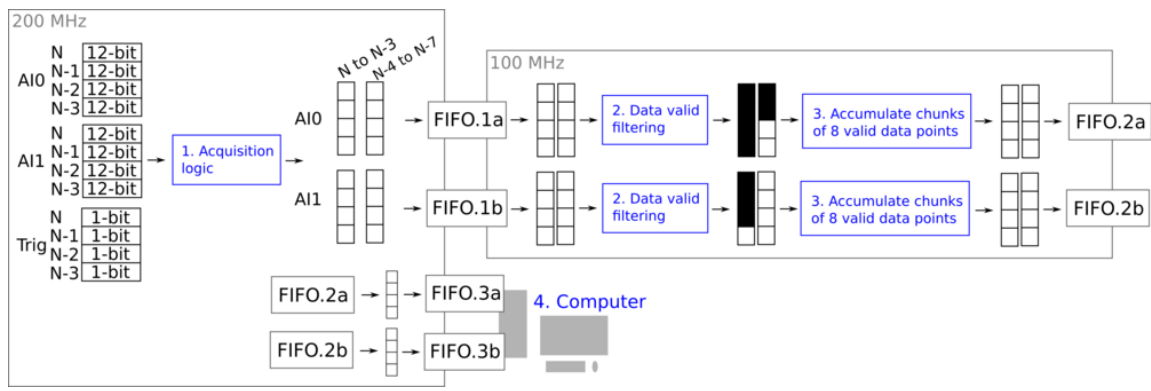 200 MHz
AI0
N 12-bit
N-1 12-bit
N-2 12-bit
N-3 12-bit
AI1
N 12-bit
N-1 12-bit
N-2 12-bit
N-3 12-bit
Trig
N 1-bit
N-1 1-bit
N-2 1-bit
N-3 1-bit
1. Acquisition
logic
N to N-3
N-4 to N-7
AI0
AI1
FIFO.1a
FIFO.1b
100 MHz
2. Data valid
filtering
3. Accumulate chunks
of 8 valid data points
FIFO.2a
2. Data valid
filtering
3. Accumulate chunks
of 8 valid data points
FIFO.2b
FIFO.2a
FIFO.3a
FIFO.2b
FIFO.3b
4. Computer